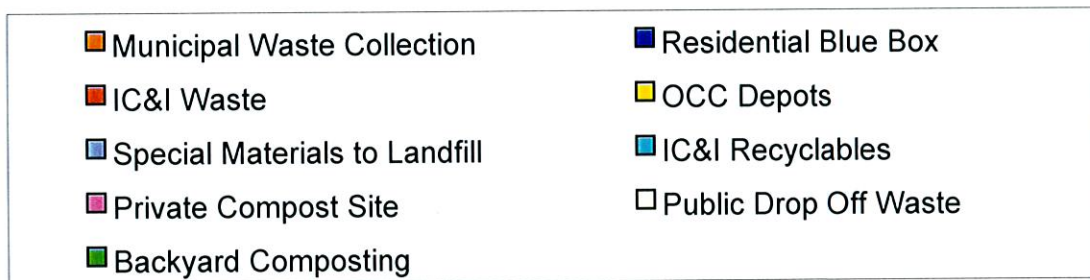 Municipal Waste Collection
IC&I Waste
Special Materials to Landfill
Private Compost Site
Backyard Composting
Residential Blue Box
OCC Depots
IC&I Recyclables
Public Drop Off Waste